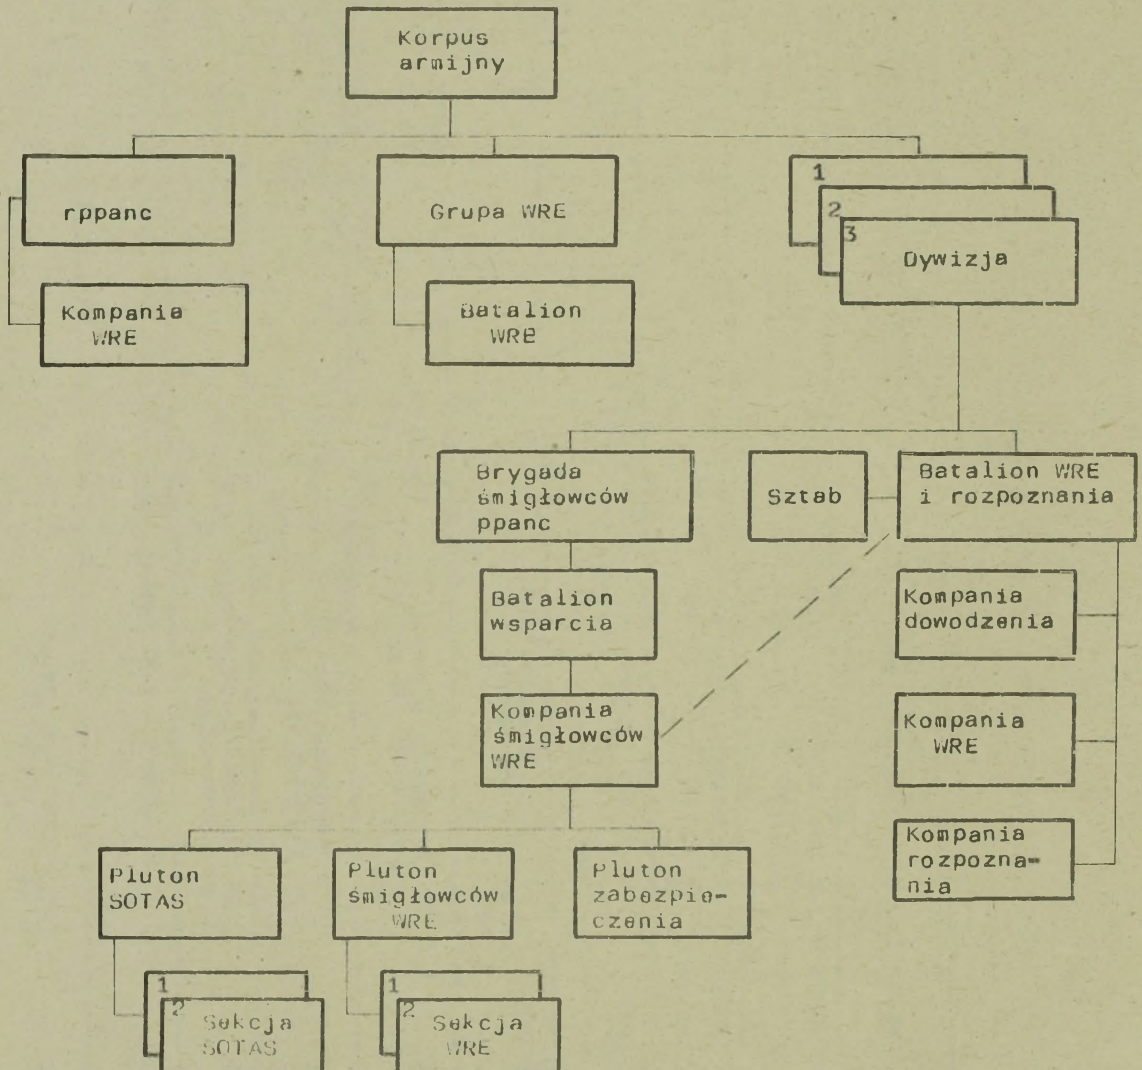 Korpus
armijny
rppanc
Grupa WRE
1
2
3
Dywizja
Kompania
WRE
Batalion
WRE
Brygada
śmigłowców
ppanc
Sztab
Batalion WRE
i rozpoznania
Batalion
wsparcia
Kompania
dowodzenia
Kompania
śmigłowców
WRE
Kompania
WRE
Kompania
rozpozna-
nia
Pluton
SOTAS
Pluton
śmigłowców
WRE
Pluton
zabezpie-
czenia
1
2
Sekcja
SOTAS
1
2
Sekcja
WRE